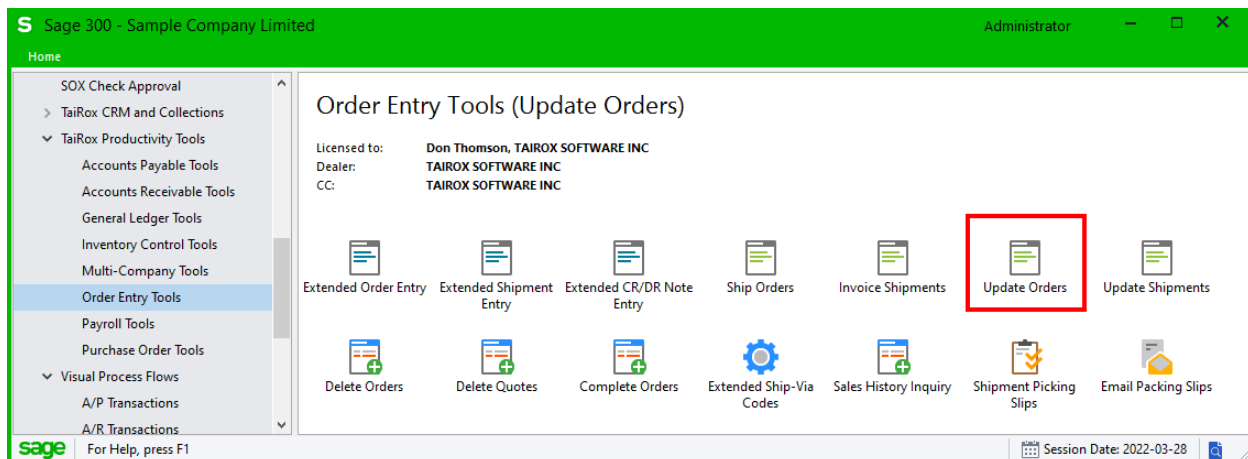 S Sage 300 - Sample Company Limited
Administrator
Home
SOX Check Approval
TaiRox CRM and Collections
TaiRox Productivity Tools
Accounts Payable Tools
Accounts Receivable Tools
General Ledger Tools
Inventory Control Tools
Multi-Company Tools
Order Entry Tools
Payroll Tools
Purchase Order Tools
Visual Process Flows
A/P Transactions
A/R Transactions
Order Entry Tools (Update Orders)
Licensed to: Don Thomson, TAIROX SOFTWARE INC
Dealer: TAIROX SOFTWARE INC
CC: TAIROX SOFTWARE INC
Extended Order Entry
Extended Shipment
Entry
Extended CR/DR Note
Entry
Ship Orders
Invoice Shipments
Update Orders
Update Shipments
Delete Orders
Delete Quotes
Complete Orders
Extended Ship-Via
Codes
Sales History Inquiry
Shipment Picking
Slips
Email Packing Slips
sage For Help, press F1
Session Date: 2022-03-28